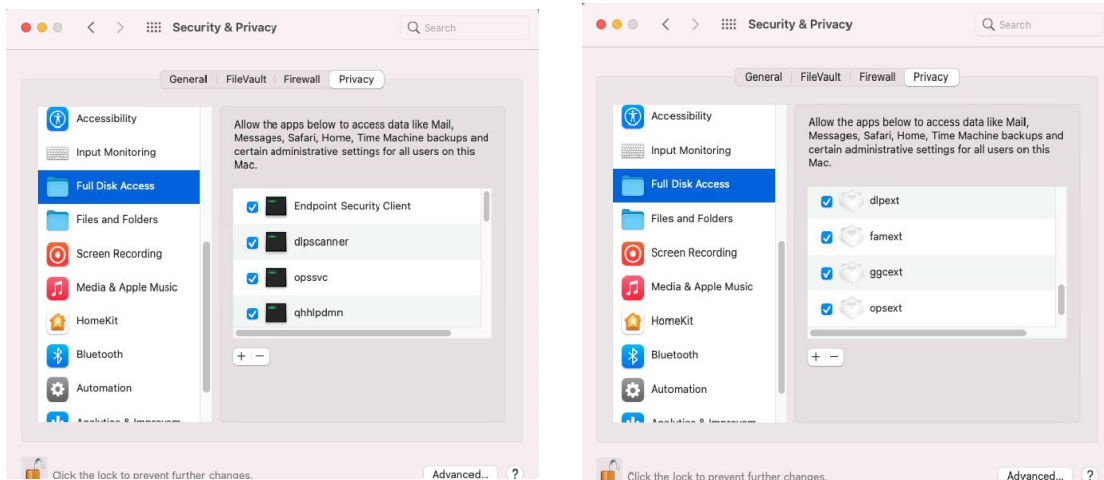 Security & Privacy
Search
General FileVault Firewall Privacy
Accessibility
Input Monitoring
Full Disk Access
Files and Folders
Screen Recording
Media & Apple Music
HomeKit
Bluetooth
Automation
Allow the apps below to access data like Mail,
Messages, Safari, Home, Time Machine backups and
certain administrative settings for all users on this
Mac.
Endpoint Security Client
dlpscanner
opssvc
qhhlpdmn
+ −
Click the lock to prevent further changes.
Advanced... ?
Security & Privacy
Search
General FileVault Firewall Privacy
Accessibility
Input Monitoring
Full Disk Access
Files and Folders
Screen Recording
Media & Apple Music
HomeKit
Bluetooth
Automation
Allow the apps below to access data like Mail,
Messages, Safari, Home, Time Machine backups and
certain administrative settings for all users on this
Mac.
dlpext
famext
ggcext
opsext
+ −
Click the lock to prevent further changes.
Advanced... ?